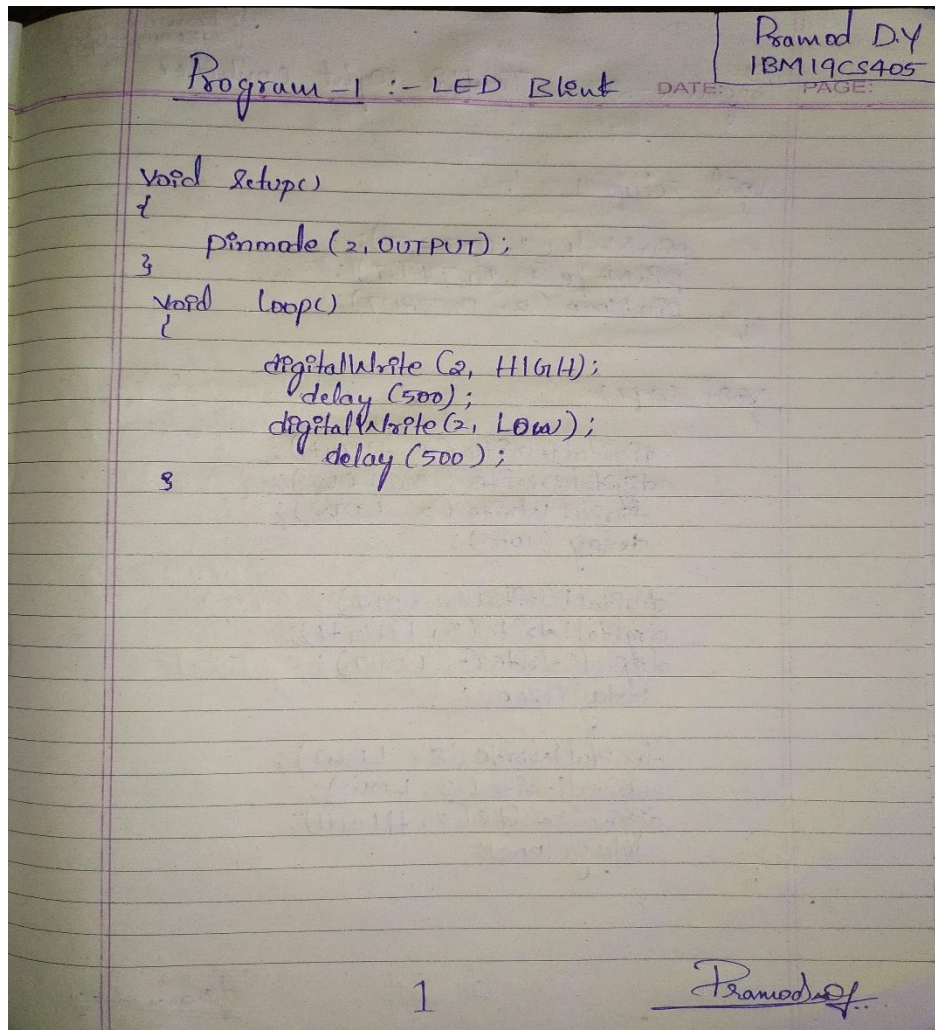 Pramod D.Y
1BM19CS405
Program-1 :- LED Blink
DATE: PAGE:
void setup()
{
pinmode (2, OUTPUT);
}
void loop()
{
digitalWrite (2, HIGH);
delay (500);
digitalWrite (2, LOW);
delay (500);
}
1